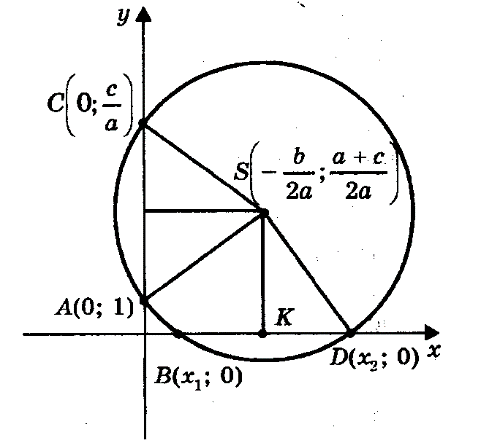 y
C(0; c/a)
S(-b/2a; a + c/2a)
A(0; 1)
K
B(x₁; 0)
D(x₂; 0)
x